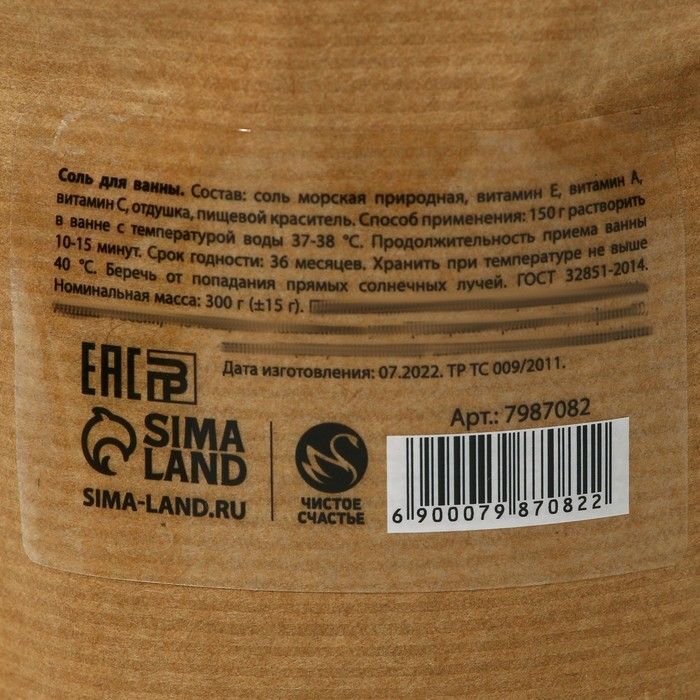 Соль для ванны. Состав: соль морская природная, витамин Е, витамин А,
витамин С, отдушка, пищевой краситель. Способ применения: 150 г растворить
в ванне с температурой воды 37-38 °С. Продолжительность приема ванны
10-15 минут. Срок годности: 36 месяцев. Хранить при температуре не выше
40 °С. Беречь от попадания прямых солнечных лучей. ГОСТ 32851-2014.
Номинальная масса: 300 г (±15 г).
Дата изготовления: 07.2022. ТР ТС 009/2011.
ЕАС
Арт.: 7987082
SIMA
LAND
SIMA-LAND.RU
ЧИСТОЕ
СЧАСТЬЕ
6 900079 870822